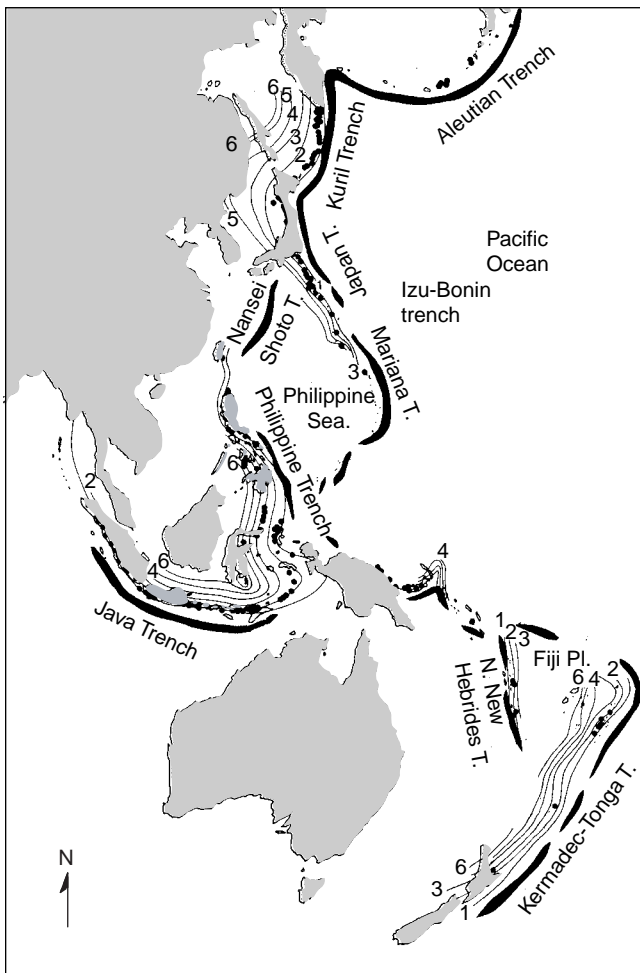 Aleutian Trench
6
5
4
3
2
6
Kuril Trench
5
Japan T.
Pacific
Ocean
1
Izu-Bonin
trench
Nansei
Shoto T.
Mariana T.
3
Philippine
Sea.
Philippine Trench
6
2
4
6
4
Java Trench
1
2
3
Fiji Pl.
6
4
2
N. New
Hebrides T.
Kermadec-Tonga T.
N
6
3
1